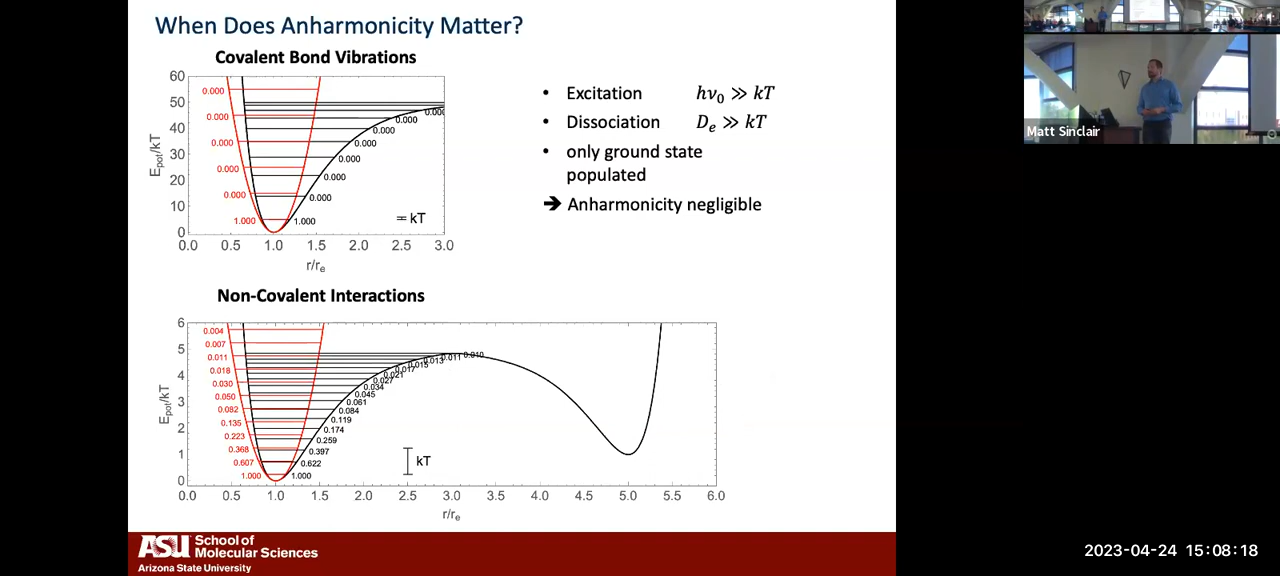 When Does Anharmonicity Matter?
Covalent Bond Vibrations
60
50
40
30
20
10
0
E_pot/kT
0.000
0.000
0.000
0.000
0.000
1.000
0.000
0.000
0.000
0.000
0.000
0.000
1.000
kT
0.0 0.5 1.0 1.5 2.0 2.5 3.0
r/r_e
• Excitation hν₀ ≫ kT
• Dissociation D_e ≫ kT
• only ground state
populated
➔ Anharmonicity negligible
Non-Covalent Interactions
6
5
4
3
2
1
0
E_pot/kT
0.004
0.007
0.011
0.018
0.030
0.050
0.082
0.135
0.223
0.368
0.607
1.000
0.010
0.011
0.013
0.015
0.017
0.021
0.027
0.034
0.045
0.061
0.084
0.119
0.174
0.259
0.397
0.622
1.000
kT
0.0 0.5 1.0 1.5 2.0 2.5 3.0 3.5 4.0 4.5 5.0 5.5 6.0
r/r_e
ASU School of
Molecular Sciences
Arizona State University
Matt Sinclair
2023-04-24 15:08:18